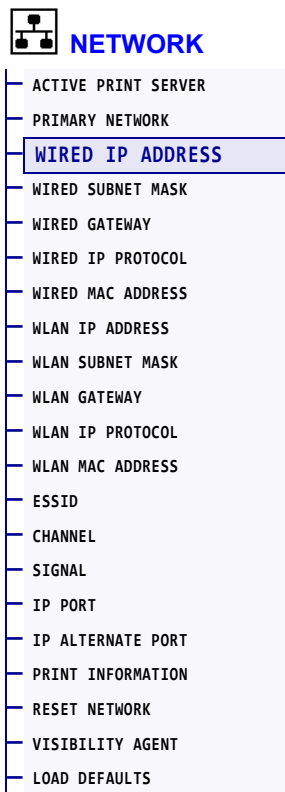 NETWORK
ACTIVE PRINT SERVER
PRIMARY NETWORK
WIRED IP ADDRESS
WIRED SUBNET MASK
WIRED GATEWAY
WIRED IP PROTOCOL
WIRED MAC ADDRESS
WLAN IP ADDRESS
WLAN SUBNET MASK
WLAN GATEWAY
WLAN IP PROTOCOL
WLAN MAC ADDRESS
ESSID
CHANNEL
SIGNAL
IP PORT
IP ALTERNATE PORT
PRINT INFORMATION
RESET NETWORK
VISIBILITY AGENT
LOAD DEFAULTS